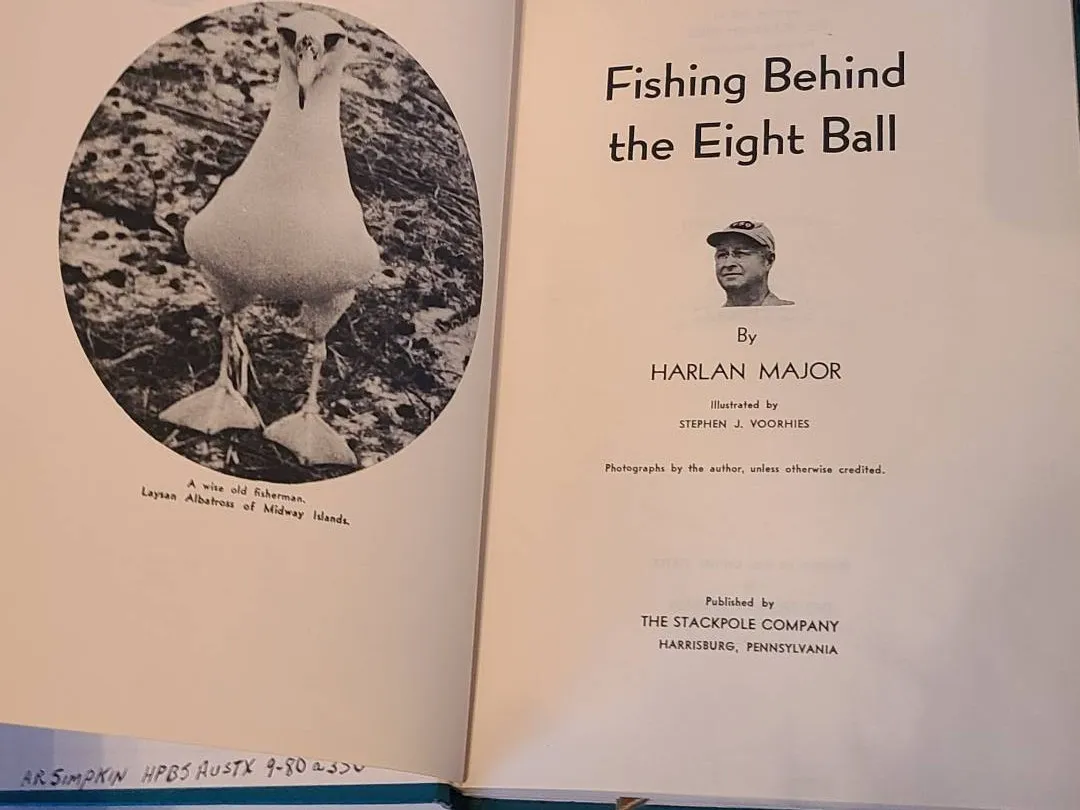 A wise old fisherman.
Laysan Albatross of Midway Islands.
AR SIMPKIN HPBS AUSTX 9-80
Fishing Behind
the Eight Ball
By
HARLAN MAJOR
Illustrated by
STEPHEN J. VOORHIES
Photographs by the author, unless otherwise credited.
Published by
THE STACKPOLE COMPANY
HARRISBURG, PENNSYLVANIA